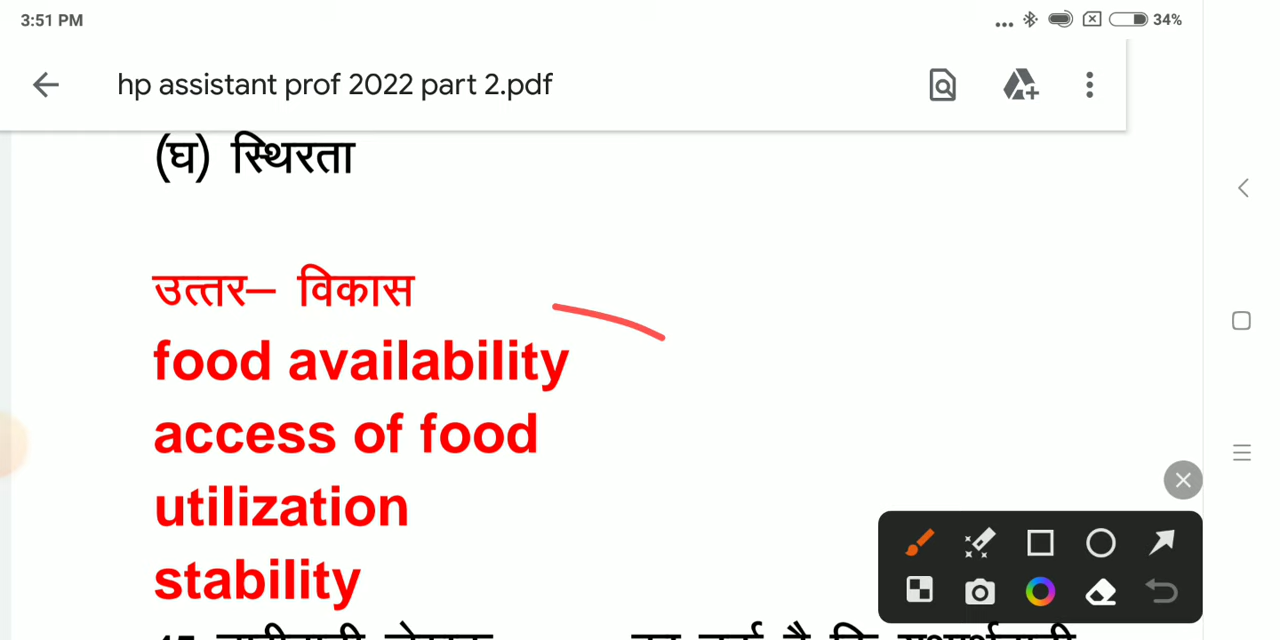 3:51 PM
34%
hp assistant prof 2022 part 2.pdf
(घ) स्थिरता
उत्तर– विकास
food availability
access of food
utilization
stability